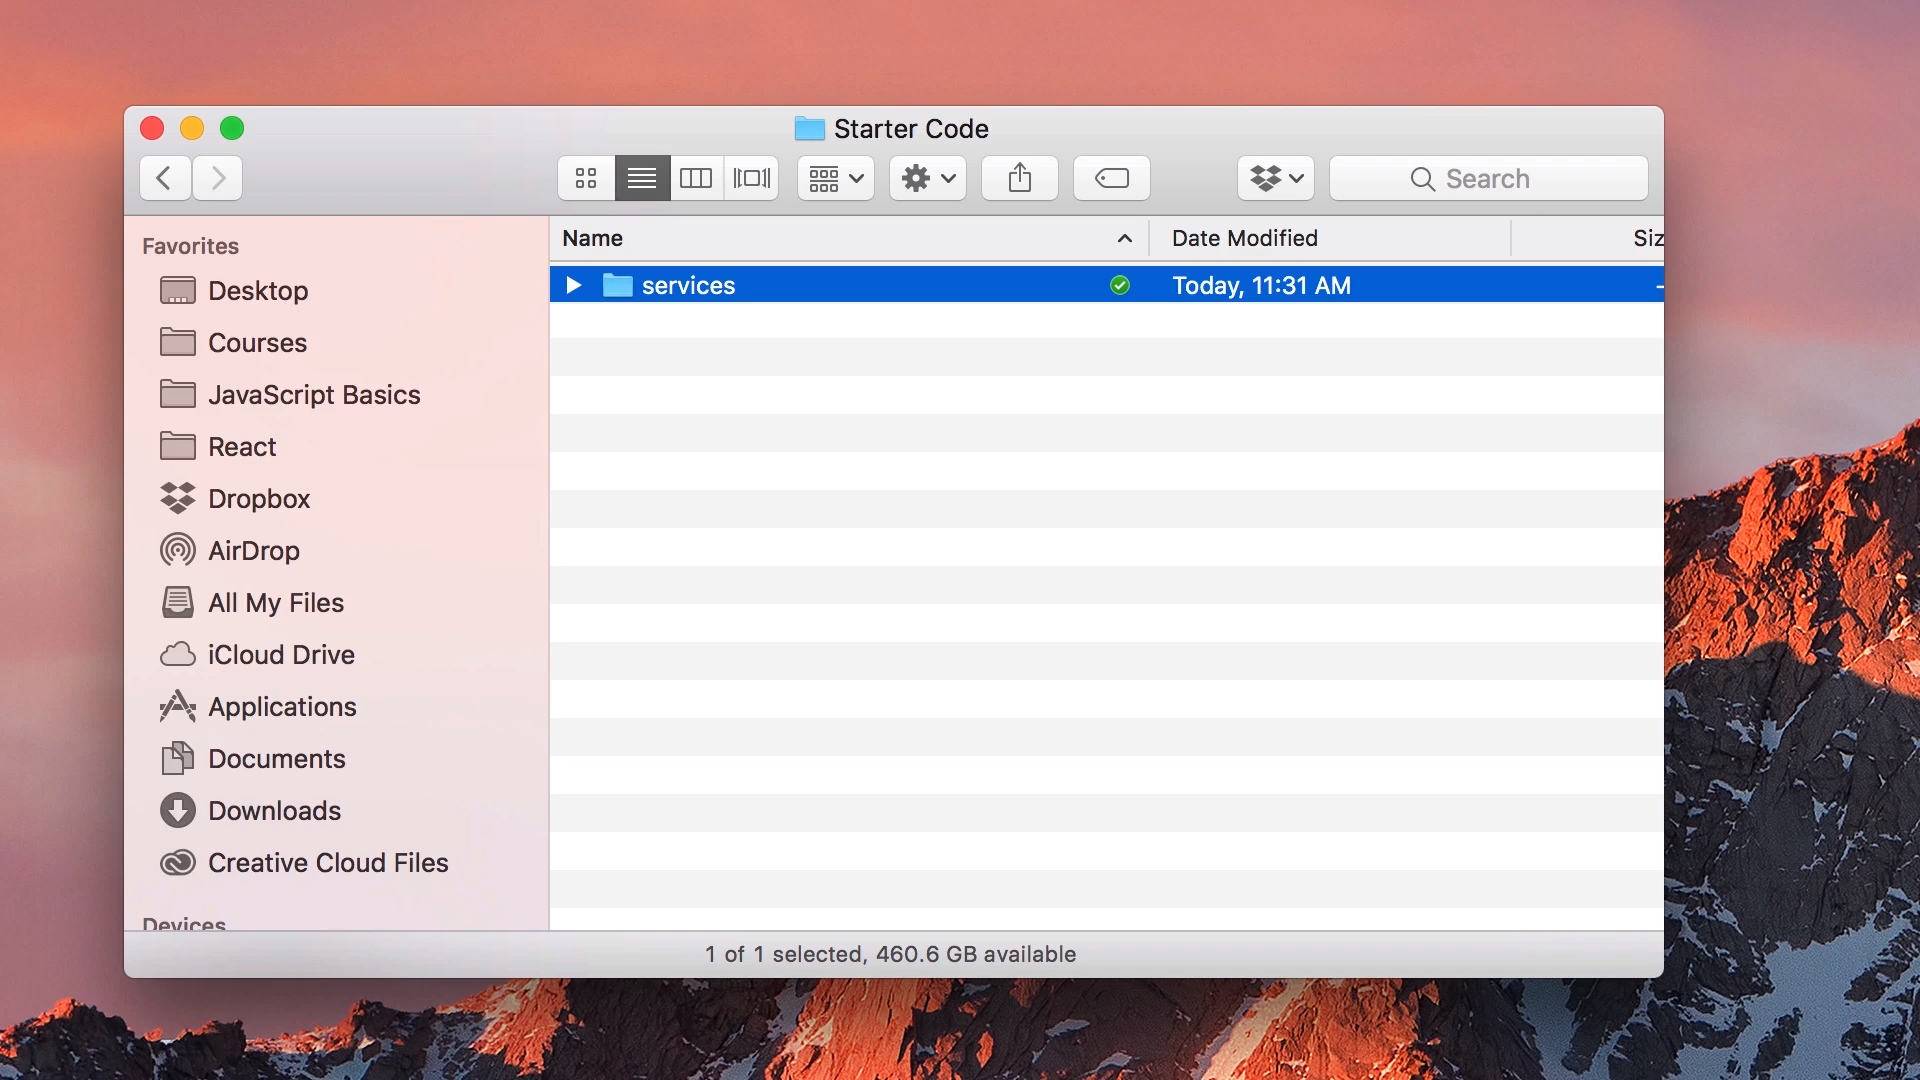 Starter Code
Search
Favorites
Desktop
Courses
JavaScript Basics
React
Dropbox
AirDrop
All My Files
iCloud Drive
Applications
Documents
Downloads
Creative Cloud Files
Devices
Name
Date Modified
Siz
services
Today, 11:31 AM
-
1 of 1 selected, 460.6 GB available